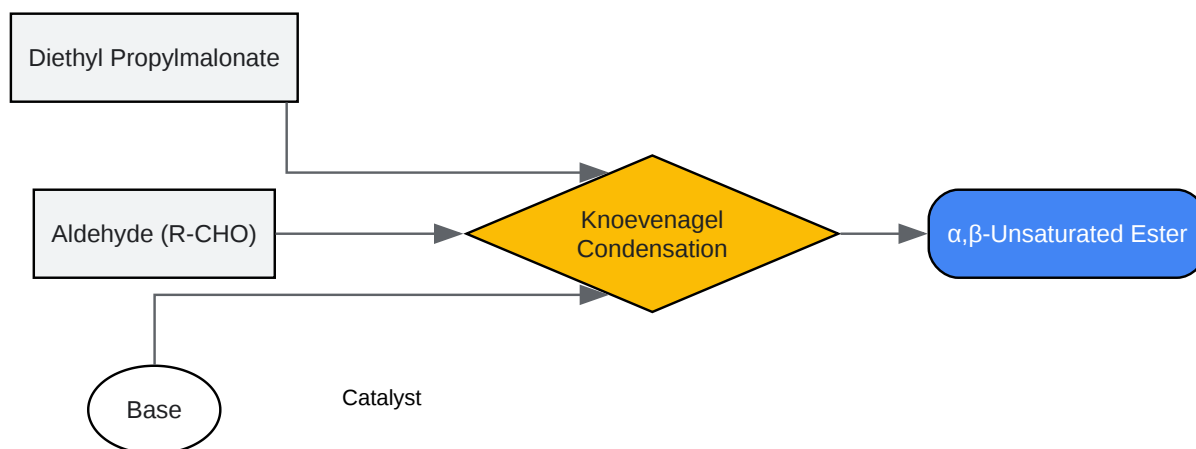 Diethyl Propylmalonate
Aldehyde (R-CHO)
Knoevenagel
Condensation
α,β-Unsaturated Ester
Base
Catalyst